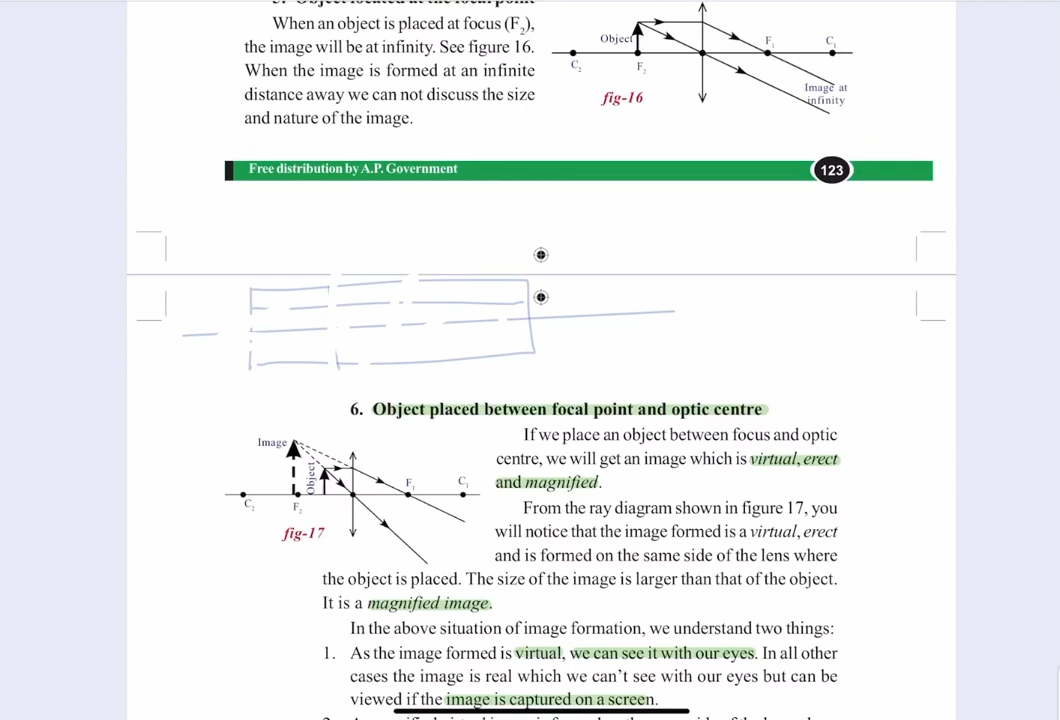 5. Object located at the focal point
When an object is placed at focus (F2),
the image will be at infinity. See figure 16.
When the image is formed at an infinite
distance away we can not discuss the size
and nature of the image.
Object
C2
F2
F1
C1
Image at
infinity
fig-16
Free distribution by A.P. Government
123
6. Object placed between focal point and optic centre
Image
Object
C2
F2
F1
C1
fig-17
If we place an object between focus and optic
centre, we will get an image which is virtual, erect
and magnified.
From the ray diagram shown in figure 17, you
will notice that the image formed is a virtual, erect
and is formed on the same side of the lens where
the object is placed. The size of the image is larger than that of the object.
It is a magnified image.
In the above situation of image formation, we understand two things:
1. As the image formed is virtual, we can see it with our eyes. In all other
cases the image is real which we can't see with our eyes but can be
viewed if the image is captured on a screen.